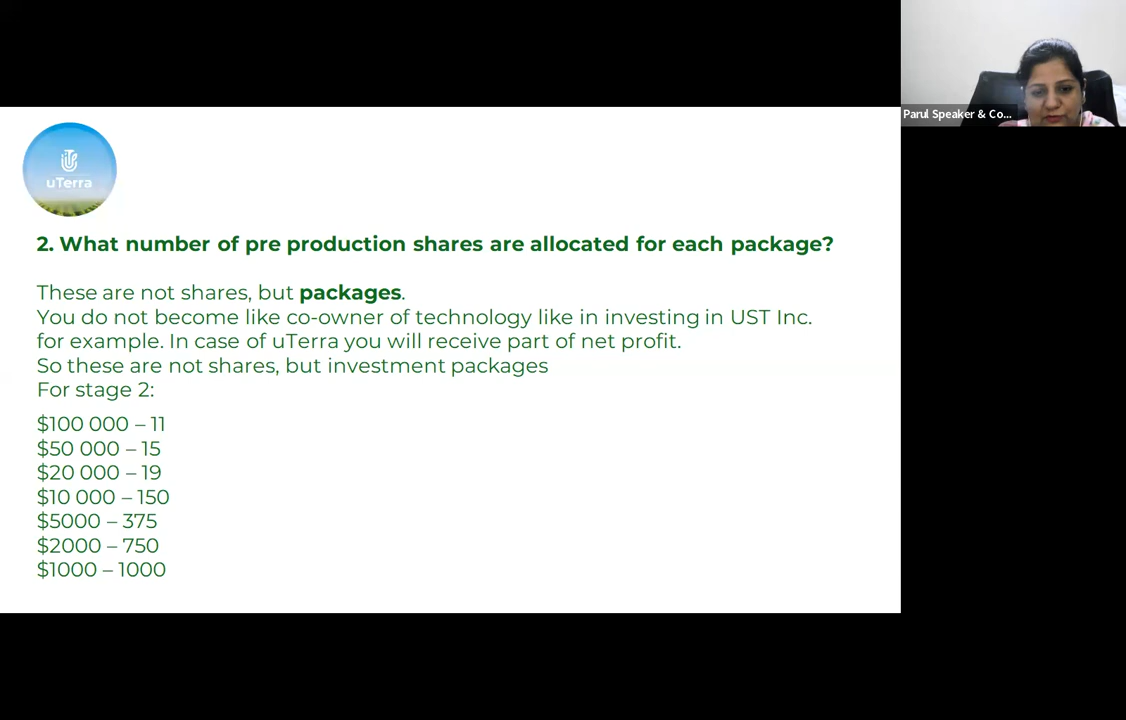 Parul Speaker & Co...
uTerra
2. What number of pre production shares are allocated for each package?
These are not shares, but packages.
You do not become like co-owner of technology like in investing in UST Inc.
for example. In case of uTerra you will receive part of net profit.
So these are not shares, but investment packages
For stage 2:
$100 000 – 11
$50 000 – 15
$20 000 – 19
$10 000 – 150
$5000 – 375
$2000 – 750
$1000 – 1000